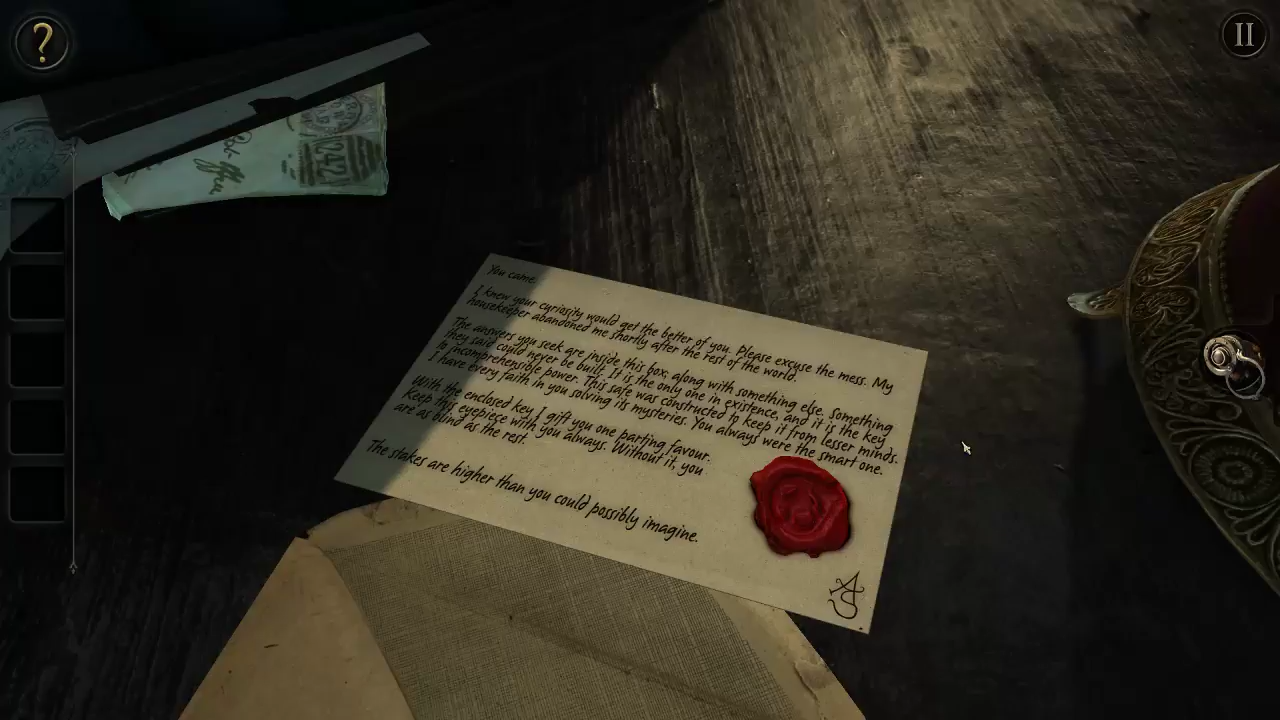 ?
II
Post-Office
You came.
I knew your curiosity would get the better of you. Please excuse the mess. My
housekeeper abandoned me shortly after the rest of the world.
The answers you seek are inside this box; along with something else. Something
they said could never be built. It is the only one in existence, and it is the key
to incomprehensible power. This safe was constructed to keep it from lesser minds.
I have every faith in you solving its mysteries. You always were the smart one.
With the enclosed key I gift you one parting favour.
Keep this eyepiece with you always. Without it, you
are as blind as the rest.
The stakes are higher than you could possibly imagine.
AS